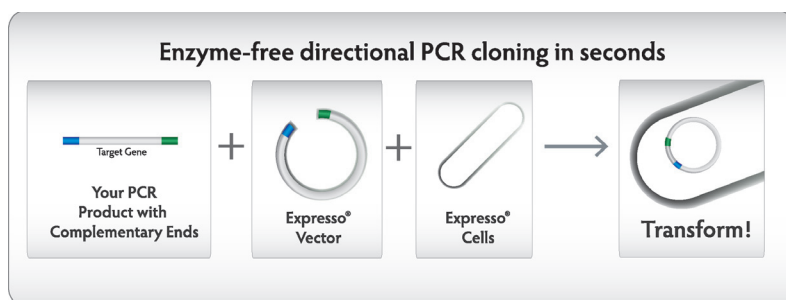 Enzyme-free directional PCR cloning in seconds
Target Gene
Your PCR
Product with
Complementary Ends
+
Expresso®
Vector
+
Expresso®
Cells
Transform!